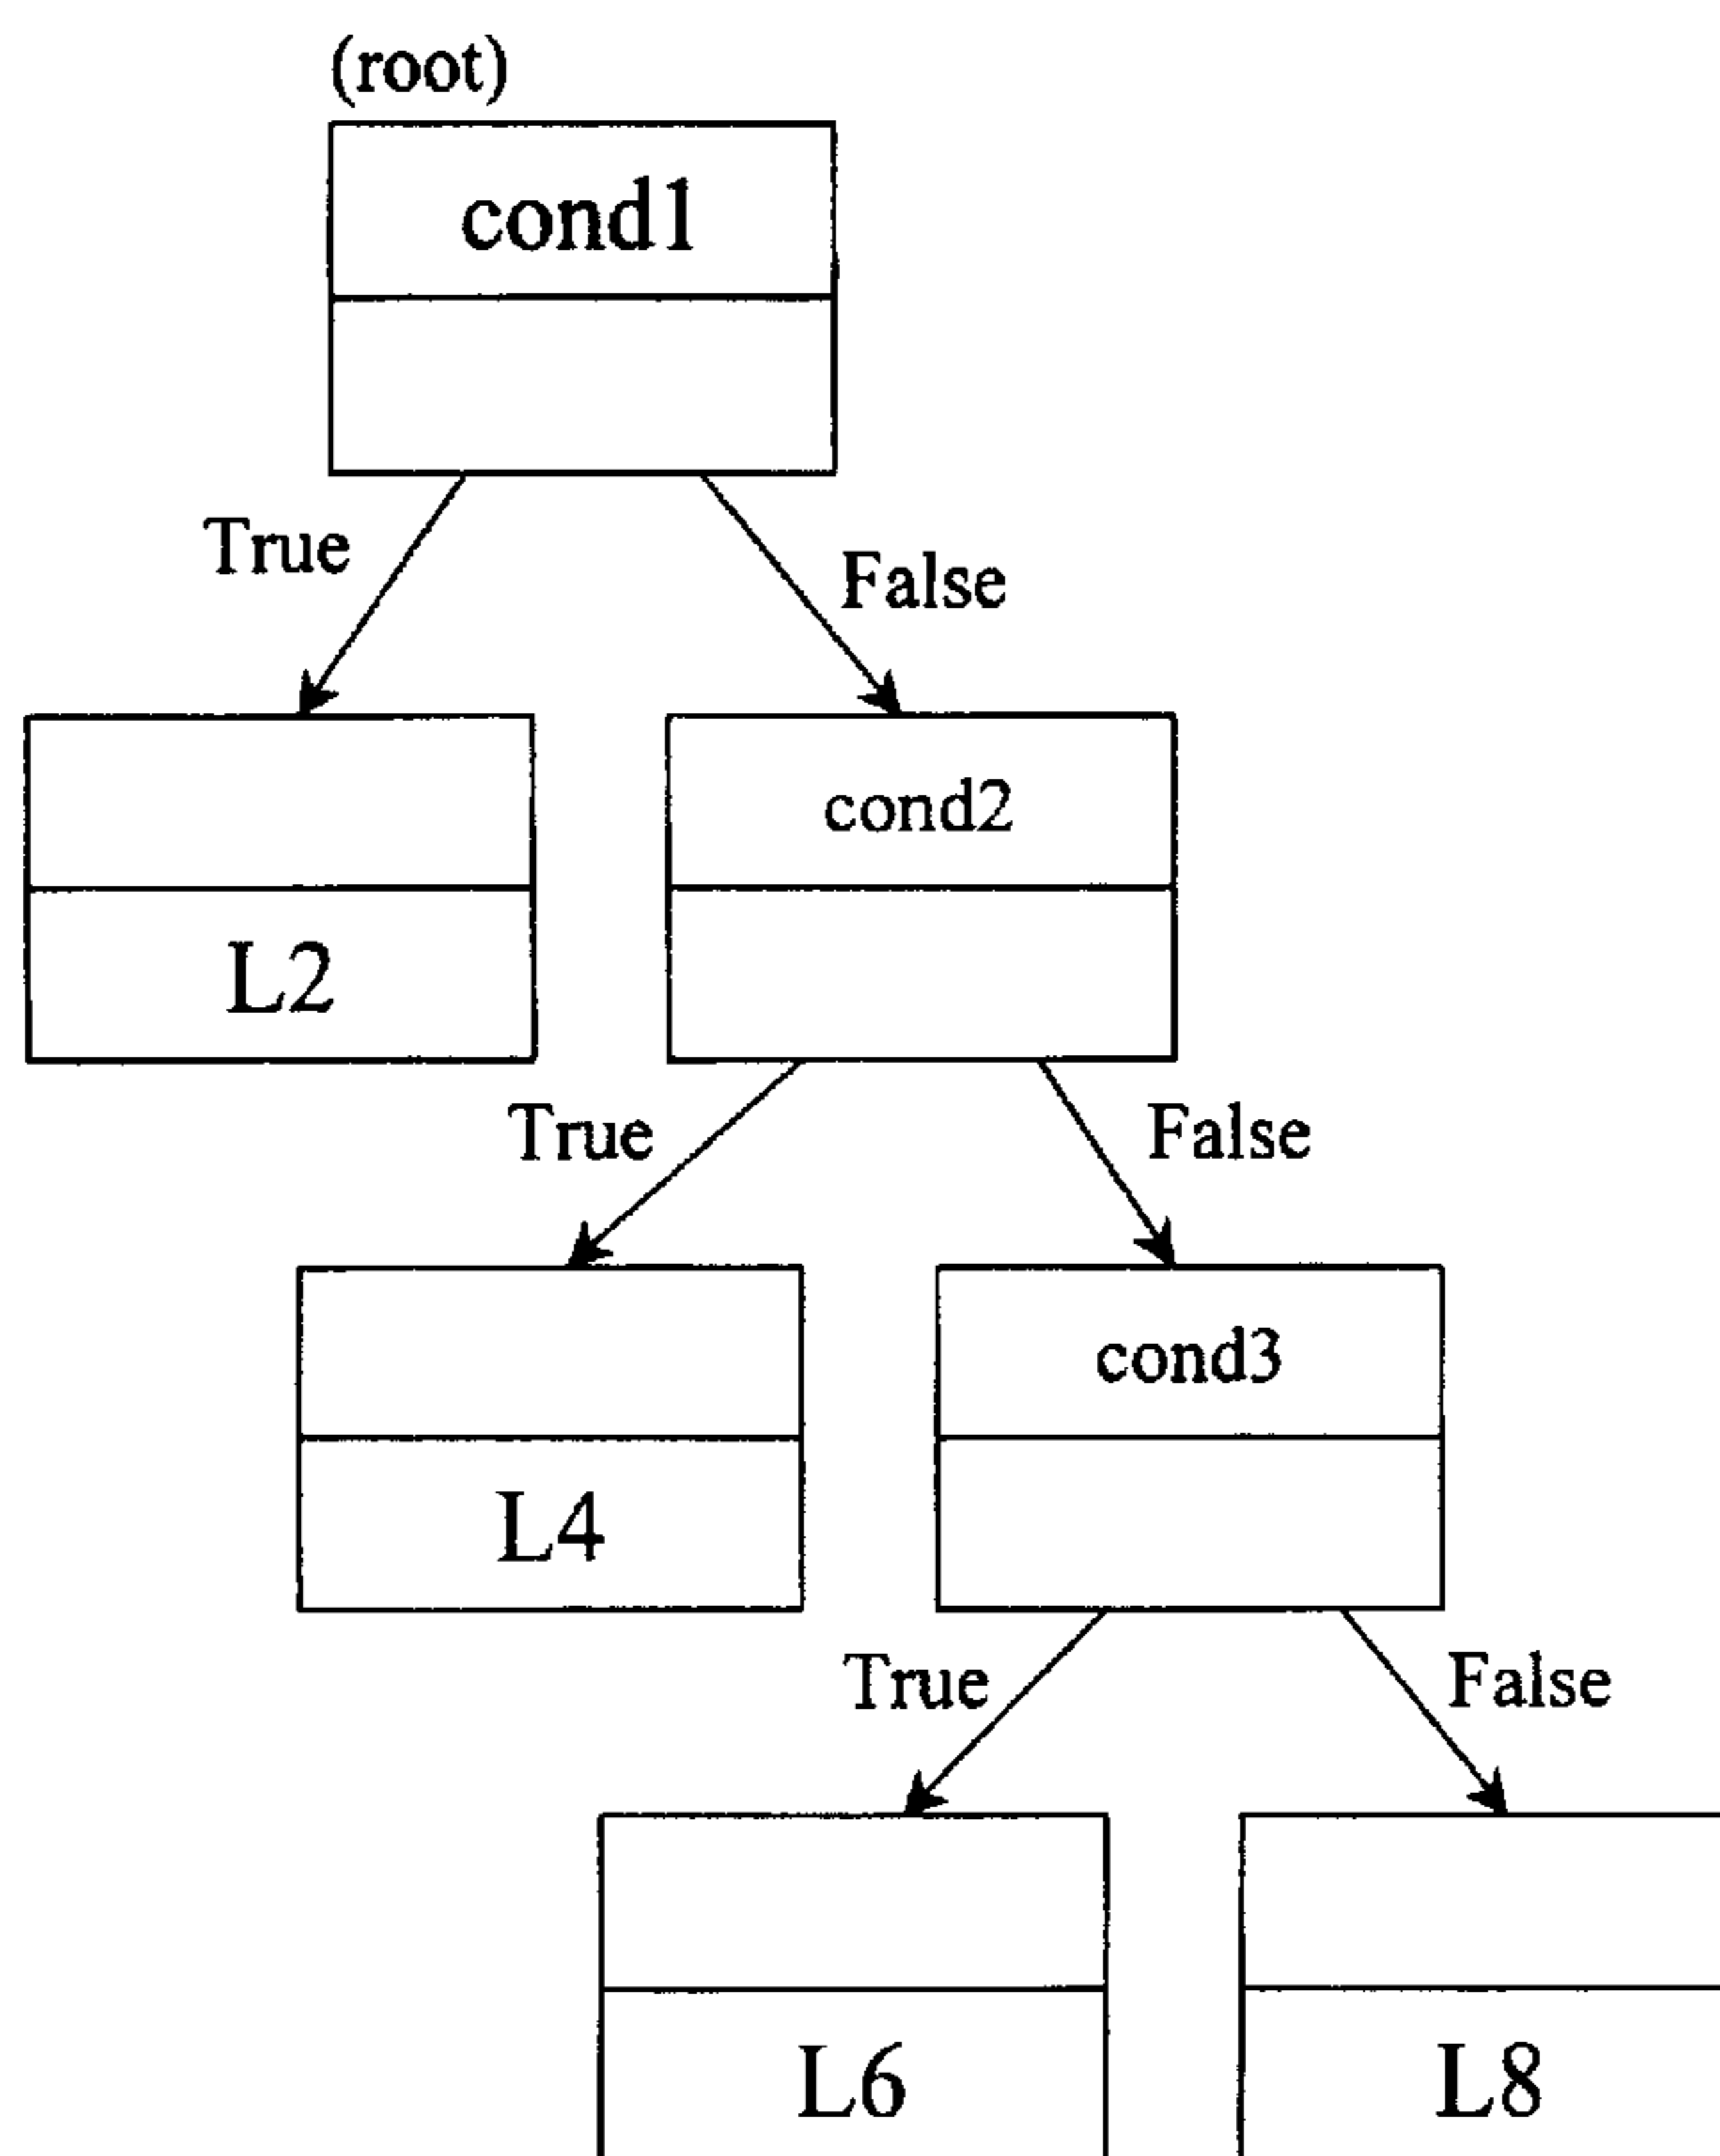 (root)
cond1
True
False
cond2
L2
True
False
cond3
L4
True
False
L6
L8